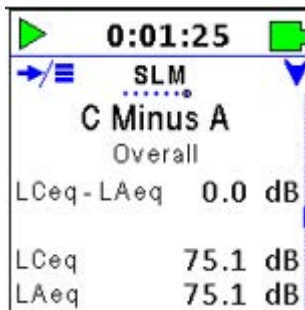 0:01:25
SLM
C Minus A
Overall
LCeq-LAeq 0.0 dB
LCeq 75.1 dB
LAeq 75.1 dB